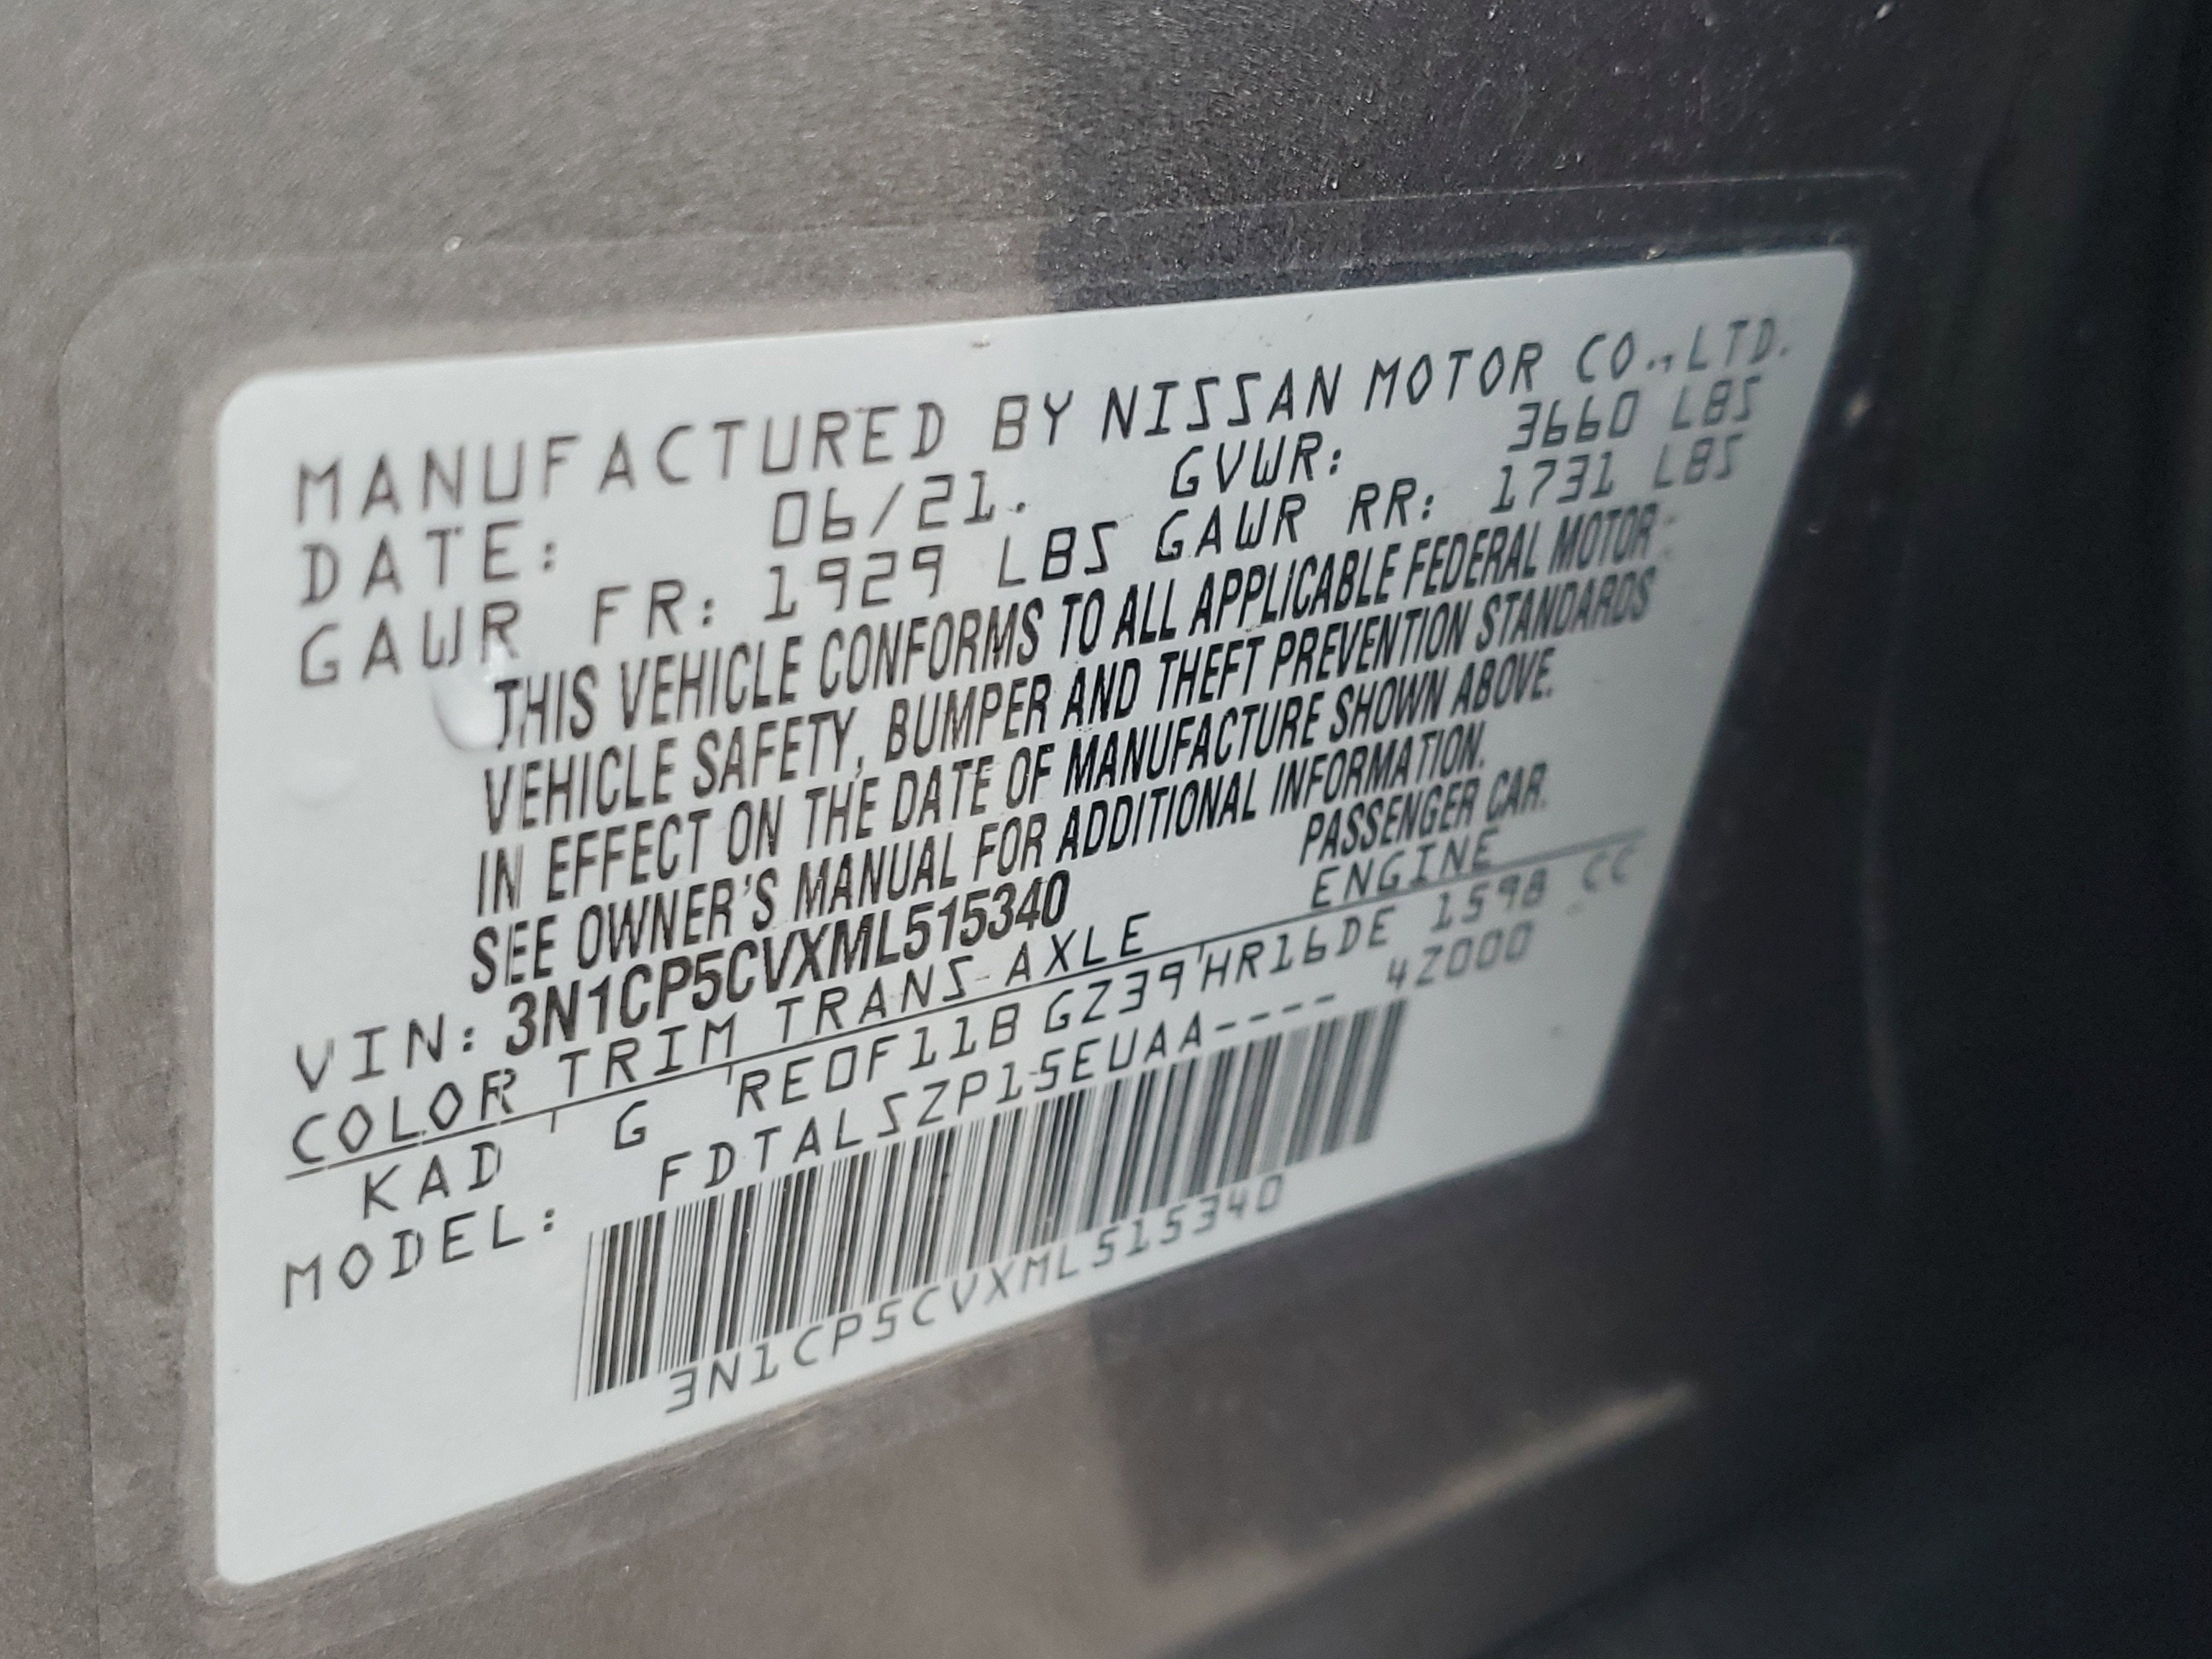 MANUFACTURED BY NISSAN MOTOR CO., LTD.
DATE: 06/21. GVWR: 3660 LBS
GAWR FR: 1929 LBS GAWR RR: 1731 LBS
THIS VEHICLE CONFORMS TO ALL APPLICABLE FEDERAL MOTOR
VEHICLE SAFETY, BUMPER AND THEFT PREVENTION STANDARDS
IN EFFECT ON THE DATE OF MANUFACTURE SHOWN ABOVE.
SEE OWNER'S MANUAL FOR ADDITIONAL INFORMATION.
VIN: 3N1CP5CVXML515340 PASSENGER CAR.
COLOR TRIM TRANS AXLE ENGINE
KAD G RE0F11B GZ39 HR16DE 1598 CC
MODEL: FDTALSZP15EUAA---- 4Z000
3N1CP5CVXML515340